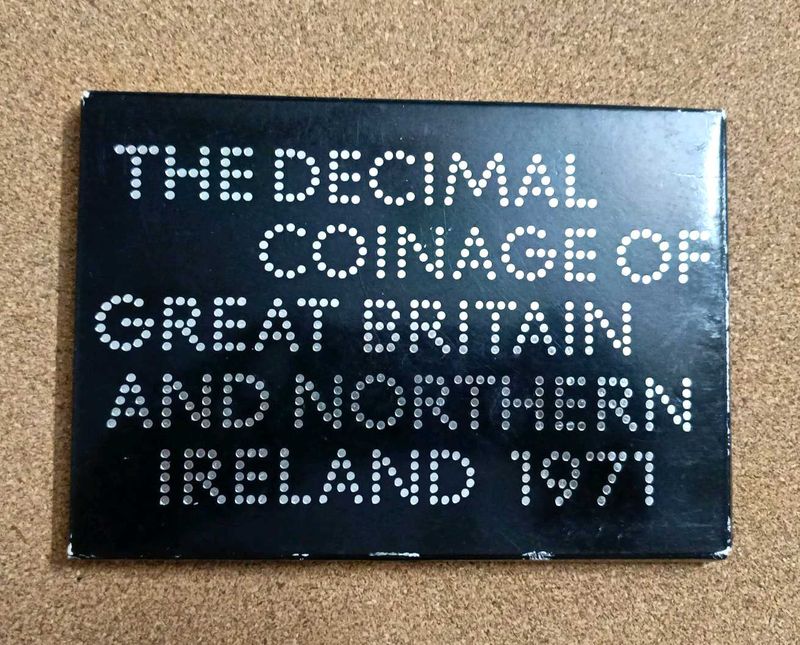 THE DECIMAL
COINAGE OF
GREAT BRITAIN
AND NORTHERN
IRELAND 1971